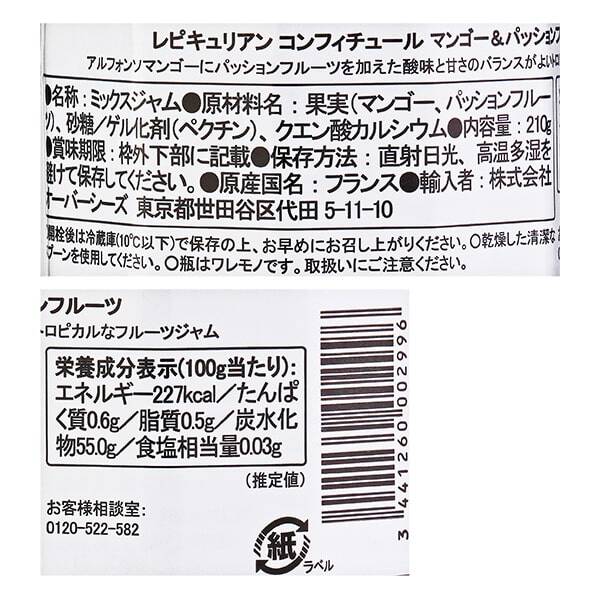 レピキュリアン コンフィチュール マンゴー&パッション
アルフォンソマンゴーにパッションフルーツを加えた酸味と甘さのバランスがよい
●名称：ミックスジャム●原材料名：果実(マンゴー、パッションフルー
ツ)、砂糖/ゲル化剤(ペクチン)、クエン酸カルシウム●内容量：210g
●賞味期限：枠外下部に記載●保存方法：直射日光、高温多湿を
避けて保存してください。●原産国名：フランス●輸入者：株式会社
オーバーシーズ 東京都世田谷区代田 5-11-10
開栓後は冷蔵庫(10℃以下)で保存の上、お早めにお召し上がりください。〇乾燥した清潔な
スプーンを使用してください。〇瓶はワレモノです。取扱いにご注意ください。
ンフルーツ
トロピカルなフルーツジャム
栄養成分表示(100g当たり)：
エネルギー227kcal/たんぱ
く質0.6g/脂質0.5g/炭水化
物55.0g/食塩相当量0.03g
(推定値)
お客様相談室：
0120-522-582
紙
ラベル
3 441260 002996